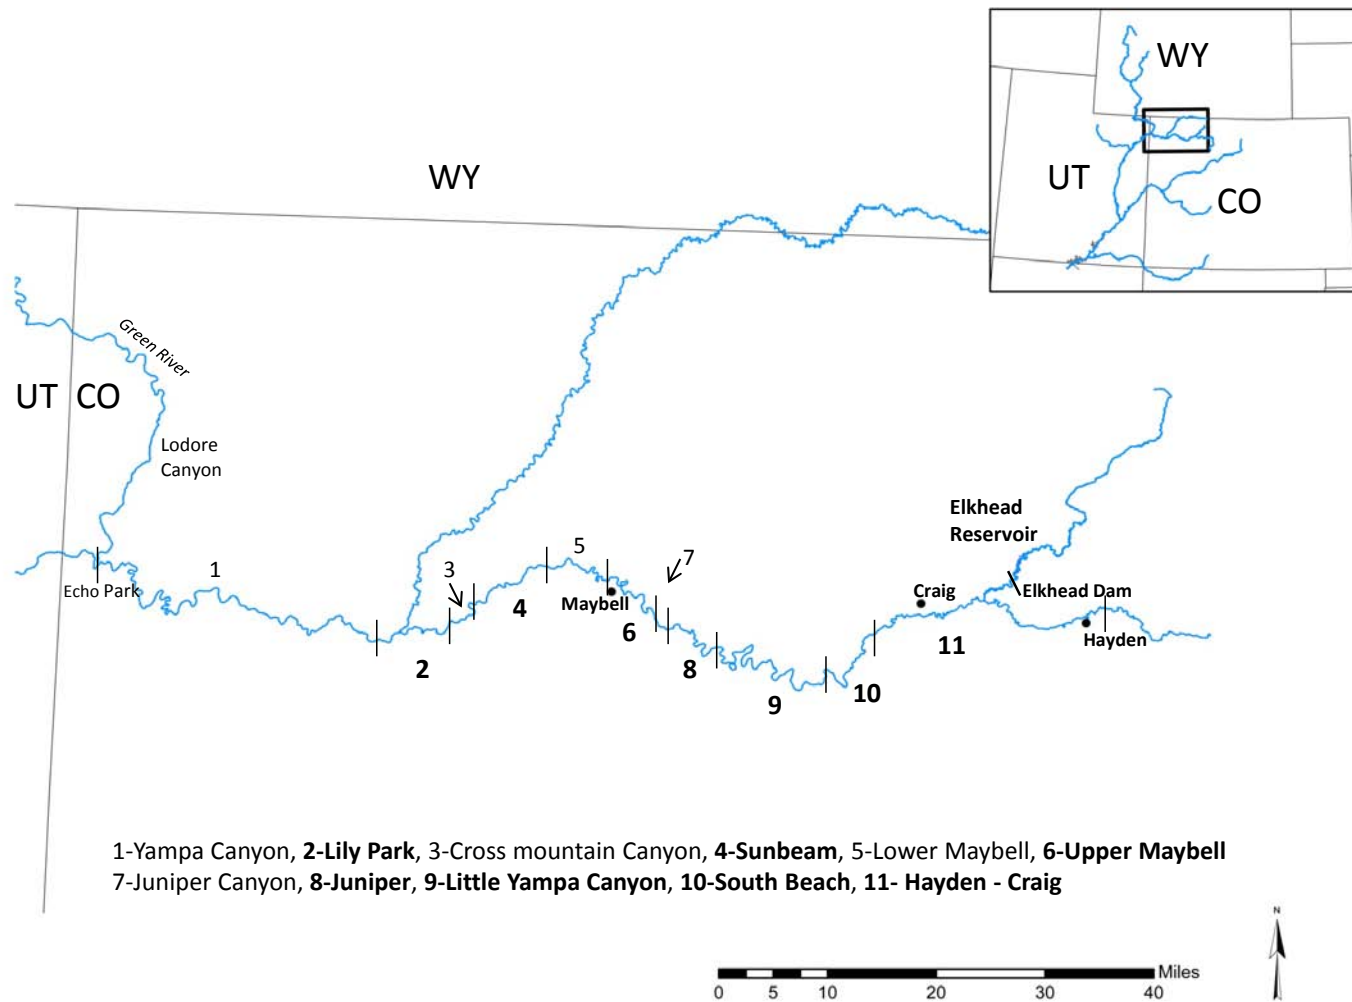 WY
UT
CO
WY
Green River
UT CO
Lodore
Canyon
Elkhead
Reservoir
Echo Park
1
2
3
4
5
Maybell
6
7
8
9
10
Craig
11
Elkhead Dam
Hayden
1-Yampa Canyon, 2-Lily Park, 3-Cross mountain Canyon, 4-Sunbeam, 5-Lower Maybell, 6-Upper Maybell
7-Juniper Canyon, 8-Juniper, 9-Little Yampa Canyon, 10-South Beach, 11- Hayden - Craig
N
Miles
0 5 10 20 30 40